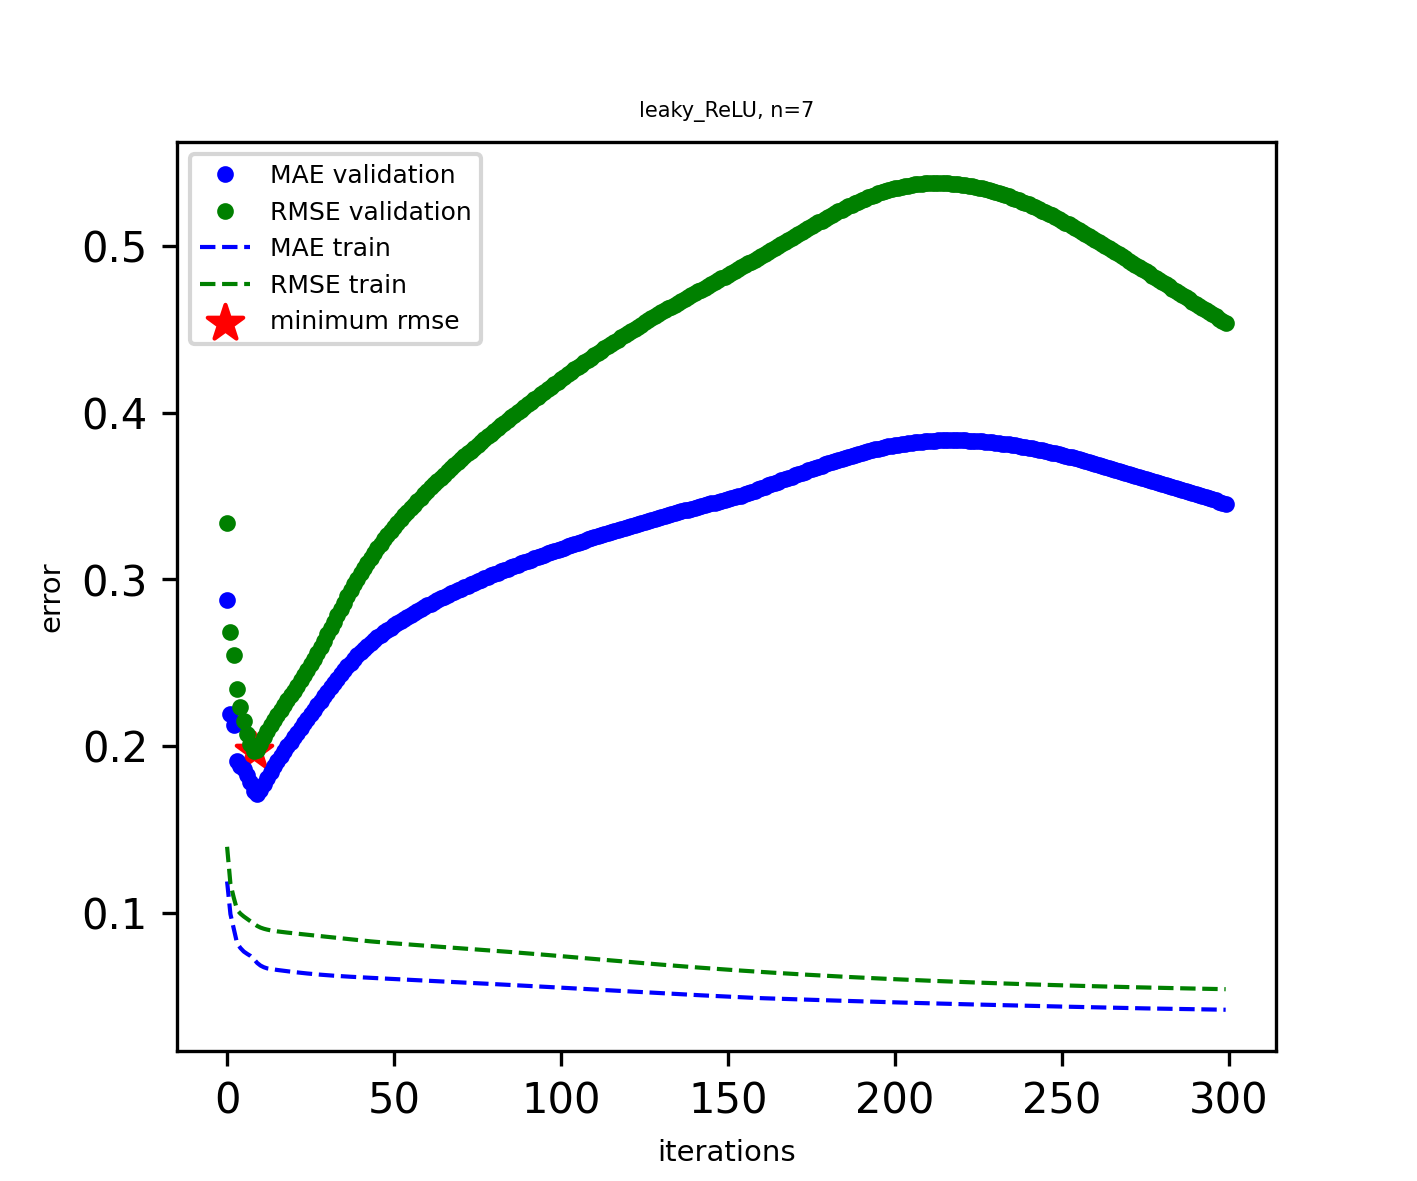 leaky_ReLU, n=7
MAE validation
RMSE validation
MAE train
RMSE train
minimum rmse
0.5
0.4
0.3
0.2
0.1
error
0 50 100 150 200 250 300
iterations